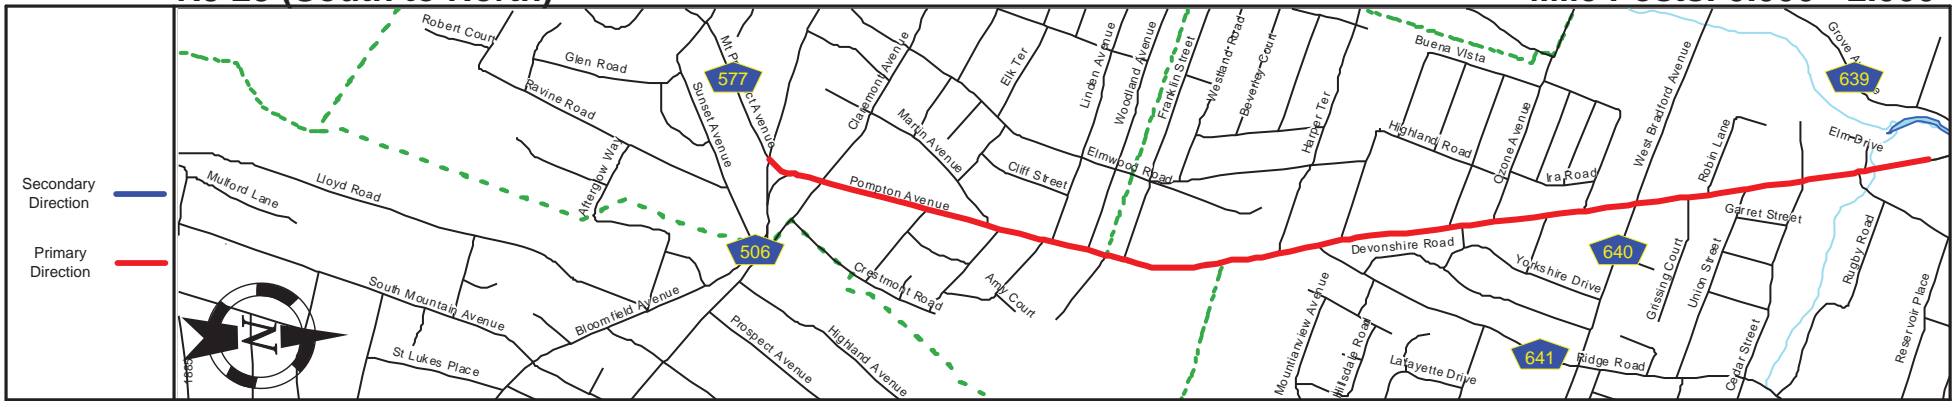 Secondary
Direction
Primary
Direction
Robert Court
Glen Road
Ravine Road
577
Sunset Avenue
Claremont Avenue
Martin Avenue
Elk Ter
Cliff Street
Linden Avenue
Woodland Avenue
Franklin Street
Westland Road
Beverley Court
Elmwood Road
Harper Ter
Buena VIsta
Highland Road
Ozone Avenue
Ira Road
West Bradford Avenue
Robin Lane
639
Elm Drive
Mulford Lane
Lloyd Road
Afterglow Way
Pompton Avenue
506
Crestmont Road
Amy Court
Devonshire Road
Yorkshire Drive
640
Garret Street
Grissing Court
Union Street
Rugby Road
Reservoir Place
South Mountain Avenue
St Lukes Place
Bloomfield Avenue
Prospect Avenue
Highland Avenue
Mountianview Avenue
Hillsdale Road
Lafayette Drive
641
Ridge Road
Cedar Street
N